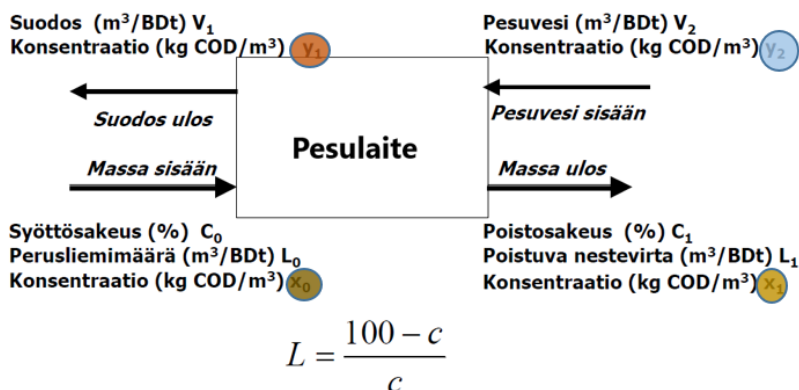 Suodos (m³/BDt) V₁
Konsentraatio (kg COD/m³) y₁
Pesuvesi (m³/BDt) V₂
Konsentraatio (kg COD/m³) y₂
Suodos ulos
Pesuvesi sisään
Pesulaite
Massa sisään
Massa ulos
Syöttösakeus (%) C₀
Perusliemimäärä (m³/BDt) L₀
Konsentraatio (kg COD/m³) x₀
Poistosakeus (%) C₁
Poistuva nestevirta (m³/BDt) L₁
Konsentraatio (kg COD/m³) x₁
L = (100 − c) / c